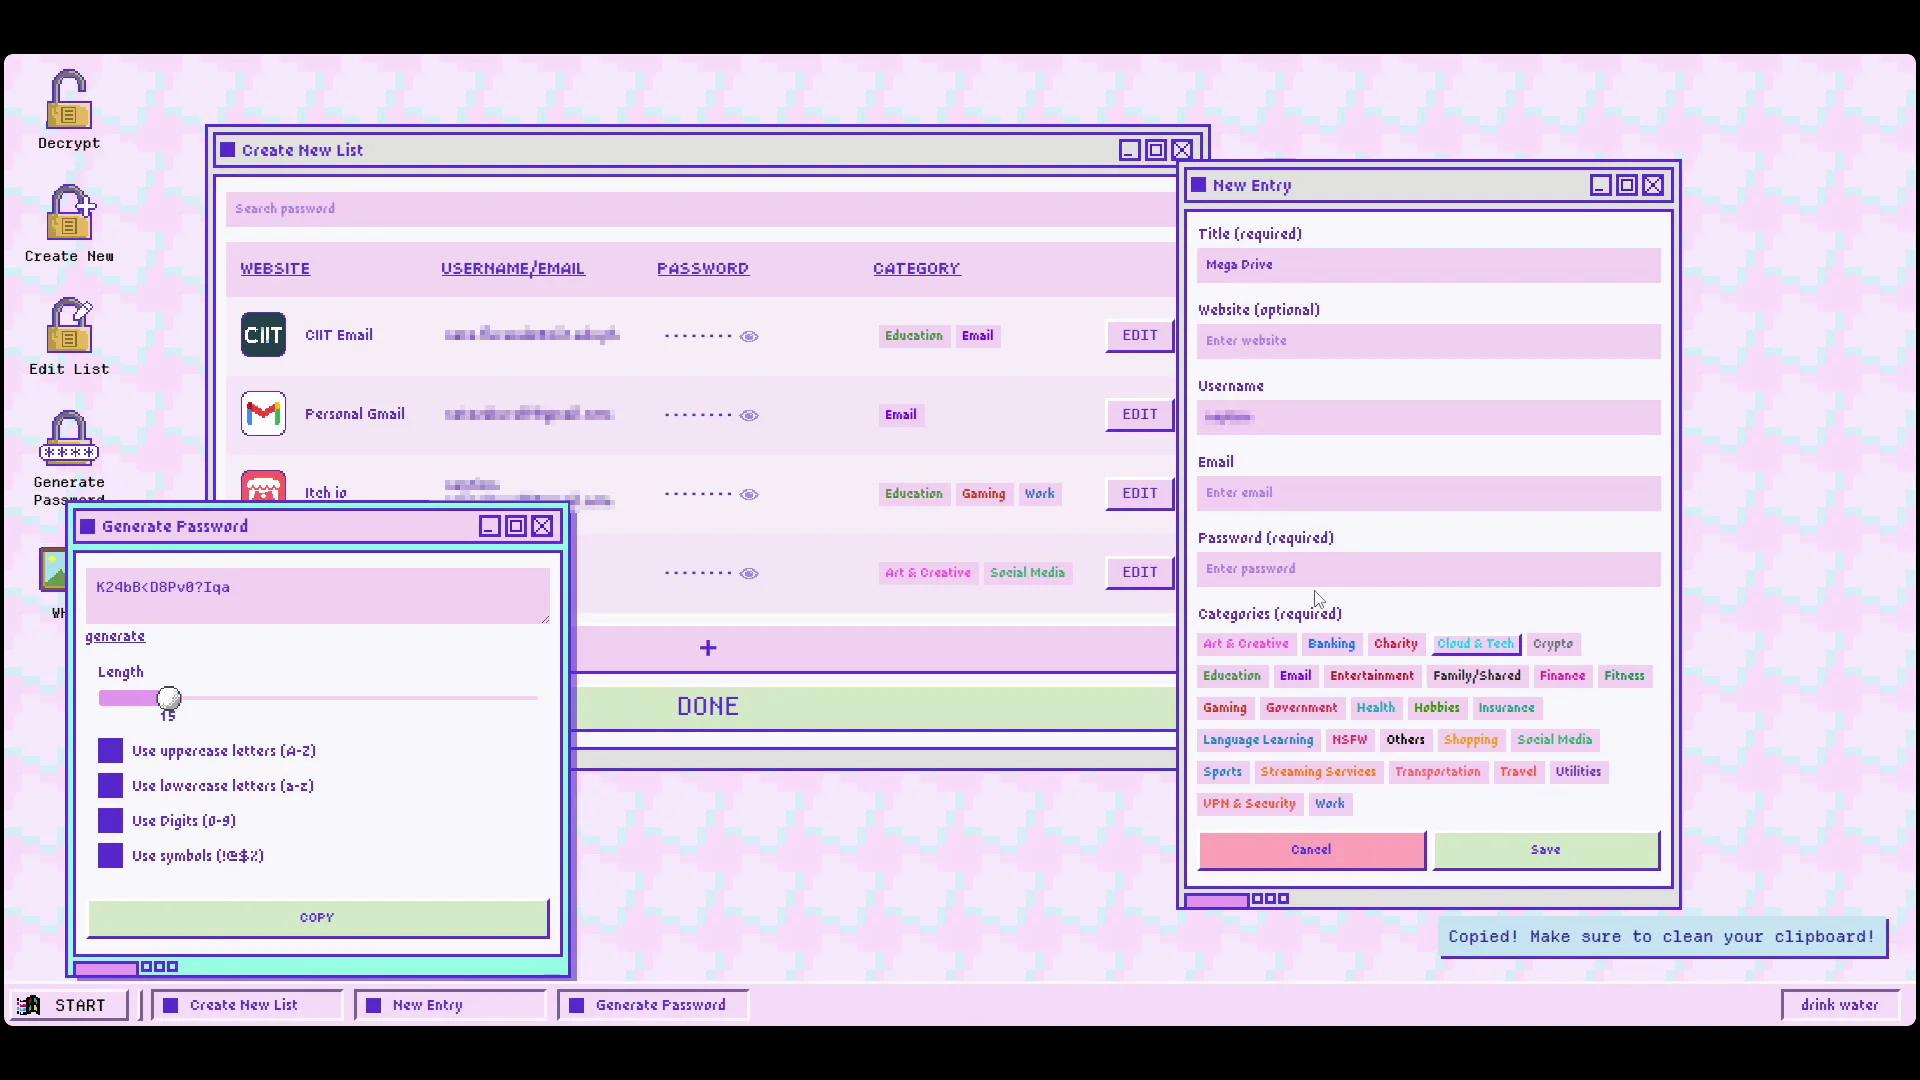 Decrypt
Create New
Edit List
Generate
Password
Wh
Create New List
Search password
WEBSITE USERNAME/EMAIL PASSWORD CATEGORY
CIIT CIIT Email ········ Education Email EDIT
Personal Gmail ········ Email EDIT
Itch io ········ Education Gaming Work EDIT
········ Art & Creative Social Media EDIT
+
DONE
New Entry
Title (required)
Mega Drive
Website (optional)
Enter website
Username
Email
Enter email
Password (required)
Enter password
Categories (required)
Art & Creative Banking Charity Cloud & Tech Crypto
Education Email Entertainment Family/Shared Finance Fitness
Gaming Government Health Hobbies Insurance
Language Learning NSFW Others Shopping Social Media
Sports Streaming Services Transportation Travel Utilities
VPN & Security Work
Cancel Save
Generate Password
K24bB<D8Pv0?Iqa
generate
Length
15
Use uppercase letters (A-Z)
Use lowercase letters (a-z)
Use Digits (0-9)
Use symbols (!@$%)
COPY
Copied! Make sure to clean your clipboard!
START Create New List New Entry Generate Password drink water